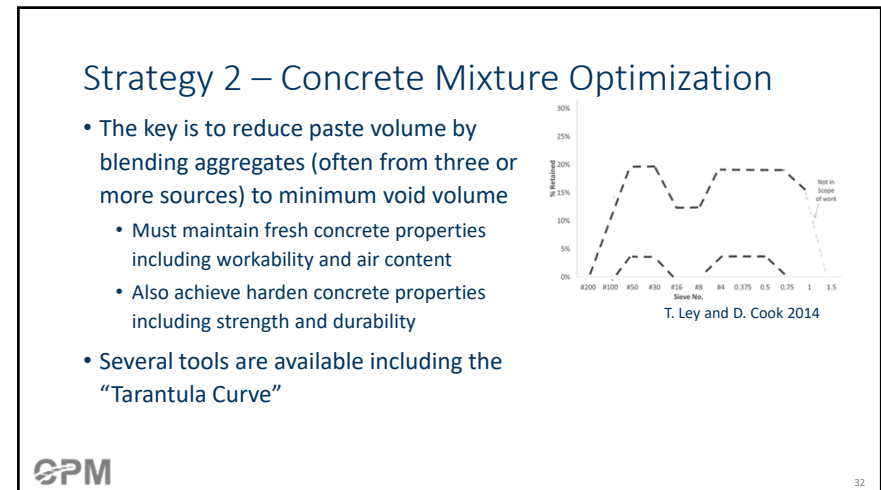 Strategy 2 – Concrete Mixture Optimization
• The key is to reduce paste volume by
blending aggregates (often from three or
more sources) to minimum void volume
• Must maintain fresh concrete properties
including workability and air content
• Also achieve harden concrete properties
including strength and durability
• Several tools are available including the
“Tarantula Curve”
30%
25%
20%
15%
10%
5%
0%
% Retained
Not in
Scope
of work
#200 #100 #50 #30 #16 #8 #4 0.375 0.5 0.75 1 1.5
Sieve No.
T. Ley and D. Cook 2014
CPM
32